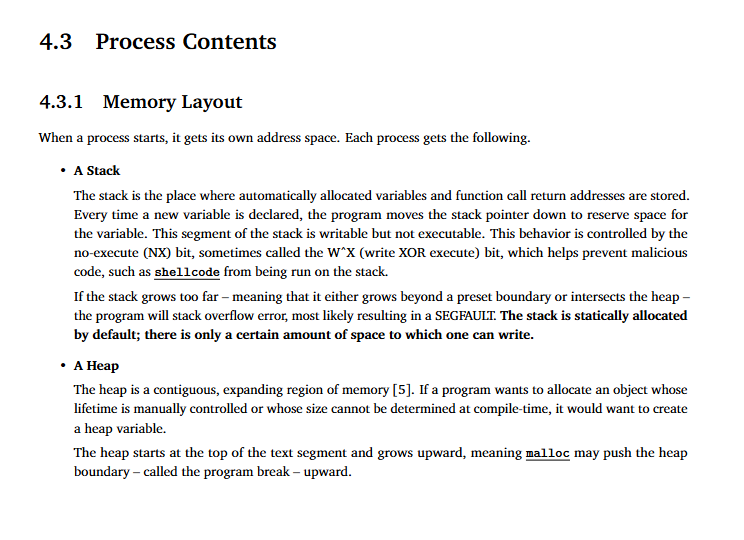 4.3 Process Contents
4.3.1 Memory Layout
When a process starts, it gets its own address space. Each process gets the following.
• A Stack
The stack is the place where automatically allocated variables and function call return addresses are stored.
Every time a new variable is declared, the program moves the stack pointer down to reserve space for
the variable. This segment of the stack is writable but not executable. This behavior is controlled by the
no-execute (NX) bit, sometimes called the W^X (write XOR execute) bit, which helps prevent malicious
code, such as shellcode from being run on the stack.
If the stack grows too far – meaning that it either grows beyond a preset boundary or intersects the heap –
the program will stack overflow error, most likely resulting in a SEGFAULT. The stack is statically allocated
by default; there is only a certain amount of space to which one can write.
• A Heap
The heap is a contiguous, expanding region of memory [5]. If a program wants to allocate an object whose
lifetime is manually controlled or whose size cannot be determined at compile-time, it would want to create
a heap variable.
The heap starts at the top of the text segment and grows upward, meaning malloc may push the heap
boundary – called the program break – upward.